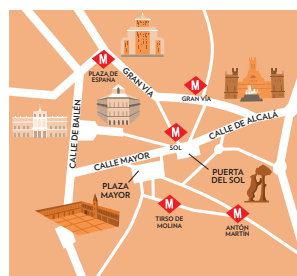 M
PLAZA DE
ESPAÑA
GRAN VÍA
M
GRAN VÍA
CALLE DE BAILÉN
M
SOL
CALLE DE ALCALÁ
CALLE MAYOR
PUERTA
DEL SOL
PLAZA
MAYOR
M
TIRSO DE
MOLINA
M
ANTÓN
MARTÍN